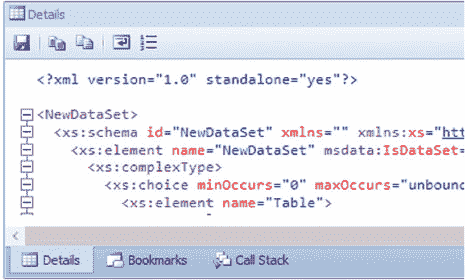 Details
<?xml version="1.0" standalone="yes"?>
<NewDataSet>
<xs:schema id="NewDataSet" xmlns="" xmlns:xs="htt
<xs:element name="NewDataSet" msdata:IsDataSet=
<xs:complexType>
<xs:choice minOccurs="0" maxOccurs="unboun
<xs:element name="Table">
Details Bookmarks Call Stack